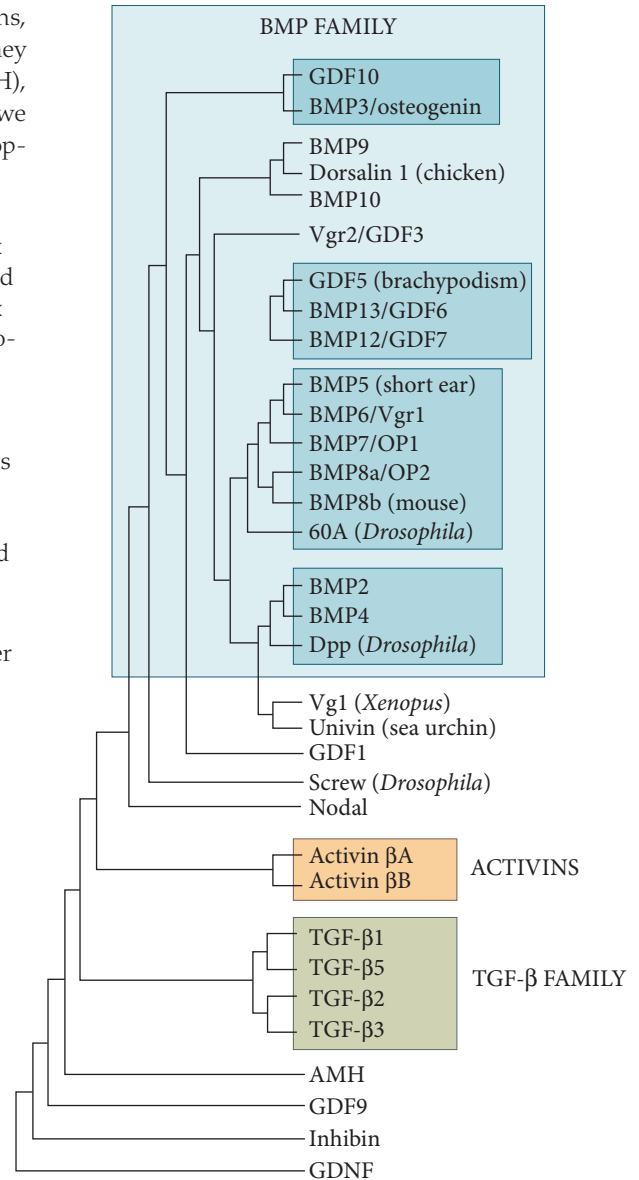 ns,
ney
H),
we
op-
t
d
t
o-
s
d
er
BMP FAMILY
GDF10
BMP3/osteogenin
BMP9
Dorsalin 1 (chicken)
BMP10
Vgr2/GDF3
GDF5 (brachypodism)
BMP13/GDF6
BMP12/GDF7
BMP5 (short ear)
BMP6/Vgr1
BMP7/OP1
BMP8a/OP2
BMP8b (mouse)
60A (Drosophila)
BMP2
BMP4
Dpp (Drosophila)
Vg1 (Xenopus)
Univin (sea urchin)
GDF1
Screw (Drosophila)
Nodal
Activin βA
Activin βB
ACTIVINS
TGF-β1
TGF-β5
TGF-β2
TGF-β3
TGF-β FAMILY
AMH
GDF9
Inhibin
GDNF